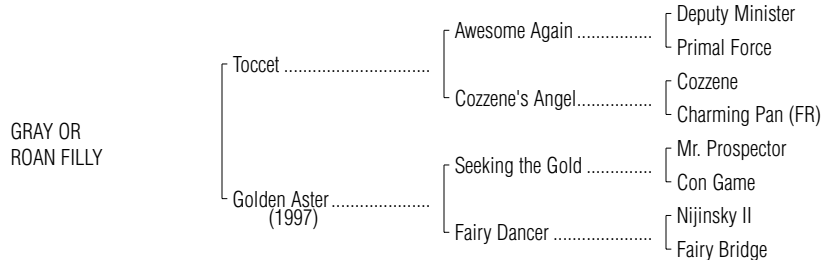 Deputy Minister
Awesome Again ................
Primal Force
Toccet ...............................
Cozzene
Cozzene's Angel................
Charming Pan (FR)
GRAY OR
ROAN FILLY
Mr. Prospector
Seeking the Gold ..............
Con Game
Golden Aster .....................
(1997)
Nijinsky II
Fairy Dancer .....................
Fairy Bridge